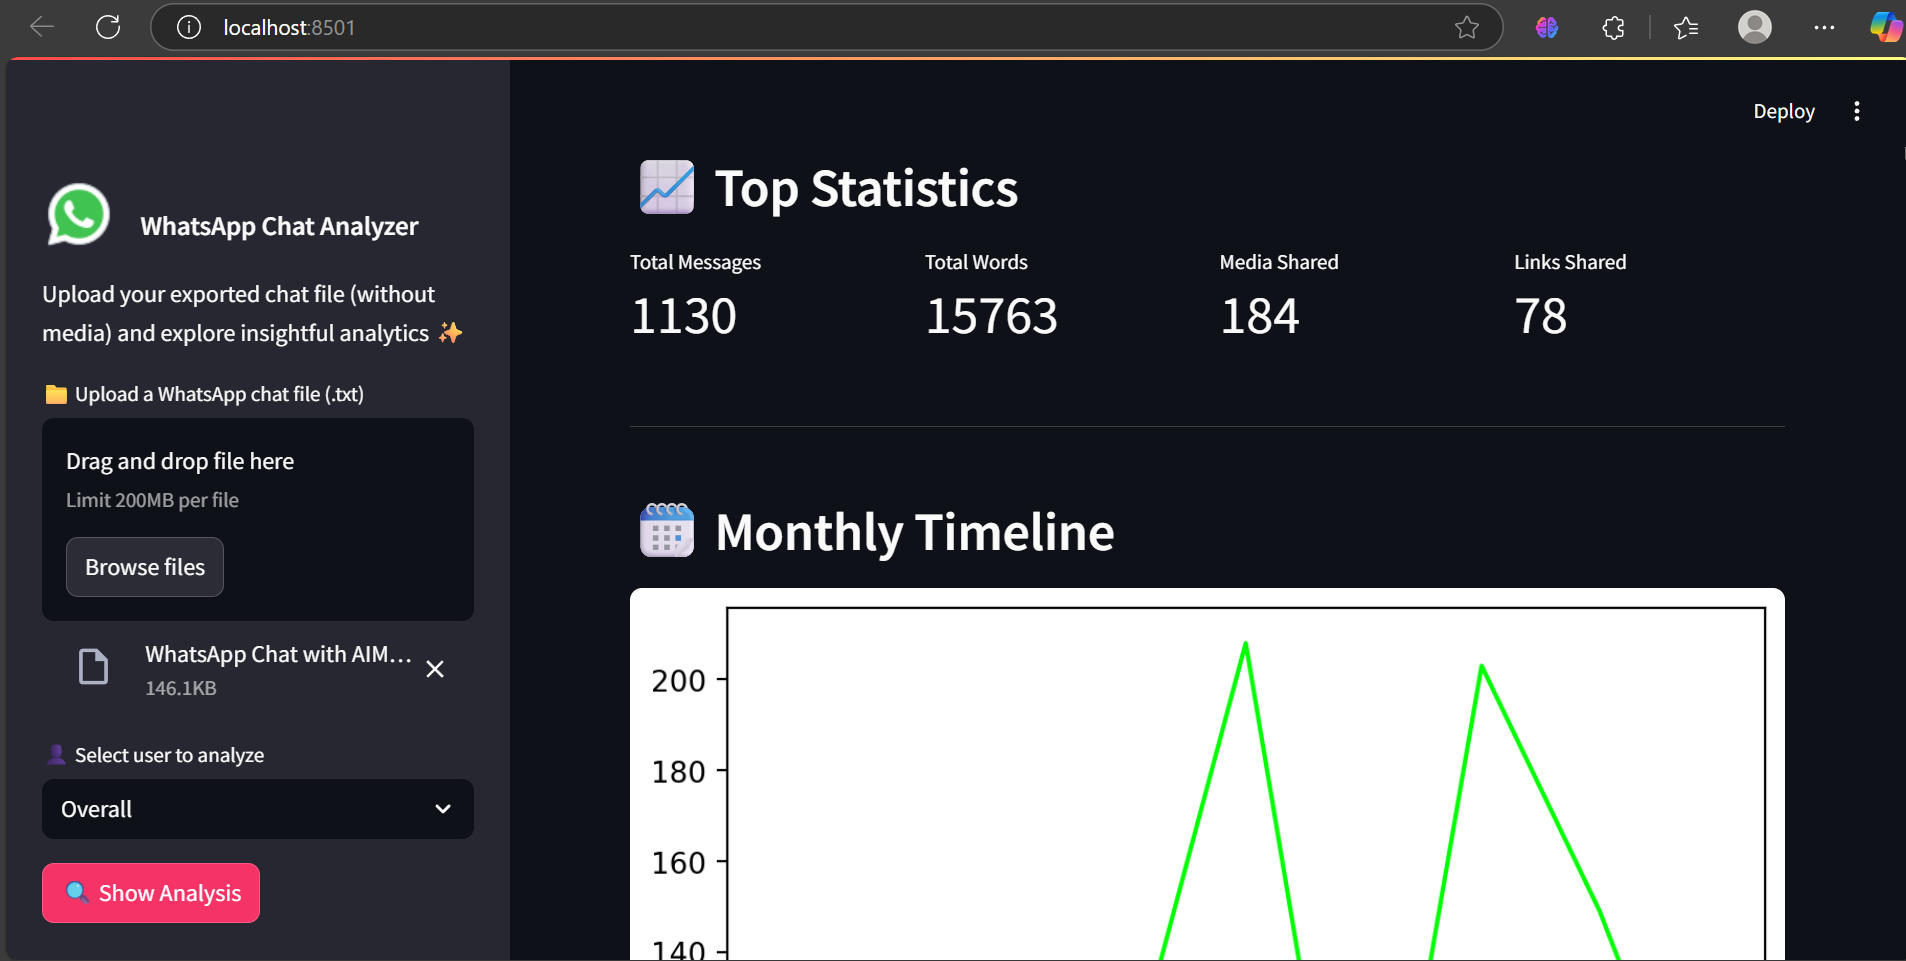 localhost:8501
Deploy
WhatsApp Chat Analyzer
Upload your exported chat file (without
media) and explore insightful analytics ✨
Upload a WhatsApp chat file (.txt)
Drag and drop file here
Limit 200MB per file
Browse files
WhatsApp Chat with AIM...
146.1KB
Select user to analyze
Overall
Show Analysis
Top Statistics
Total Messages
1130
Total Words
15763
Media Shared
184
Links Shared
78
Monthly Timeline
200
180
160
140